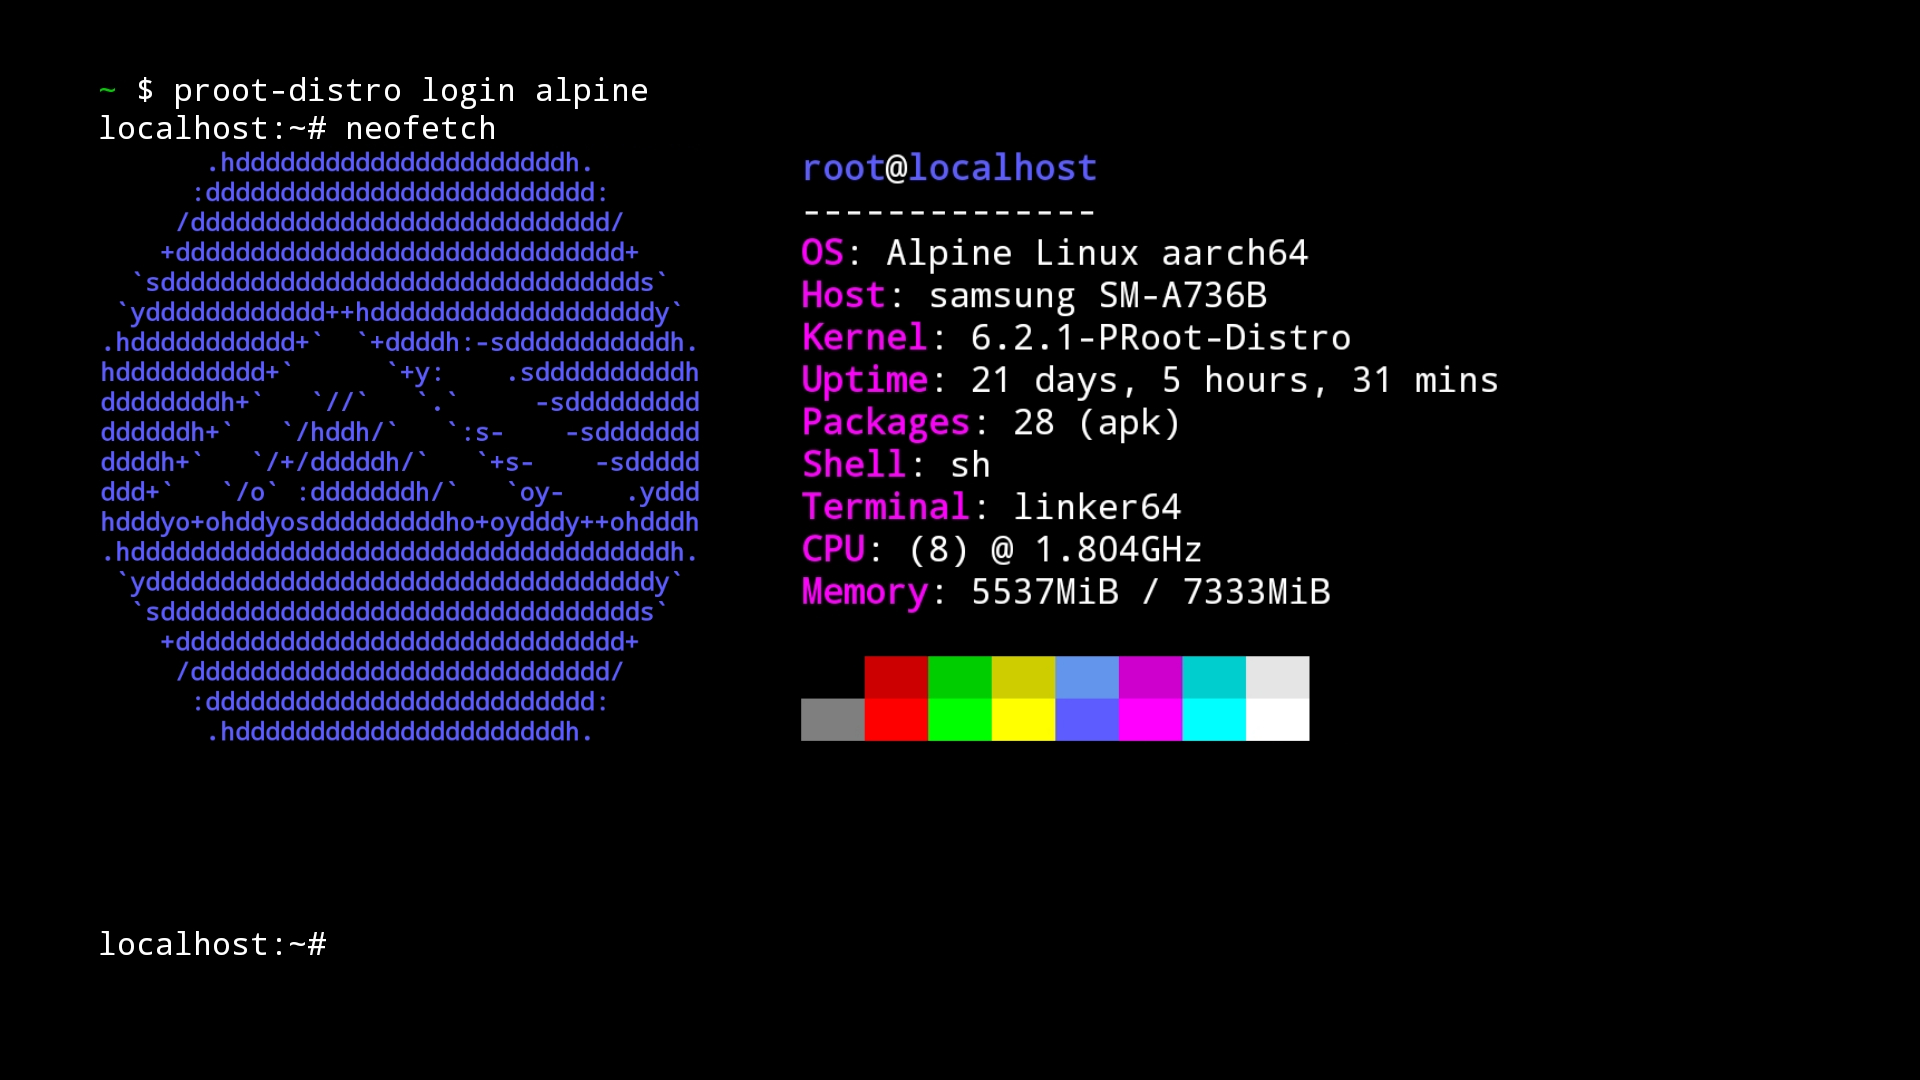 ~ $ proot-distro login alpine
localhost:~# neofetch
.hddddddddddddddddddddddh.
:dddddddddddddddddddddddddd:
/dddddddddddddddddddddddddddd/
+dddddddddddddddddddddddddddddd+
`sdddddddddddddddddddddddddddddddds`
`ydddddddddddd++hdddddddddddddddddddy`
.hddddddddddd+`  `+ddddh:-sdddddddddddh.
hdddddddddd+`      `+y:    .sddddddddddh
ddddddddh+`   `//`   `.`     -sddddddddd
ddddddh+`   `/hddh/`   `:s-    -sddddddd
ddddh+`   `/+/dddddh/`   `+s-    -sddddd
ddd+`   `/o` :dddddddh/`   `oy-    .yddd
hdddyo+ohddyosdddddddddho+oydddy++ohdddh
.hddddddddddddddddddddddddddddddddddddh.
`yddddddddddddddddddddddddddddddddddy`
`sdddddddddddddddddddddddddddddddds`
+dddddddddddddddddddddddddddddd+
/dddddddddddddddddddddddddddd/
:dddddddddddddddddddddddddd:
.hddddddddddddddddddddddh.
root@localhost
--------------
OS: Alpine Linux aarch64
Host: samsung SM-A736B
Kernel: 6.2.1-PRoot-Distro
Uptime: 21 days, 5 hours, 31 mins
Packages: 28 (apk)
Shell: sh
Terminal: linker64
CPU: (8) @ 1.804GHz
Memory: 5537MiB / 7333MiB
localhost:~#